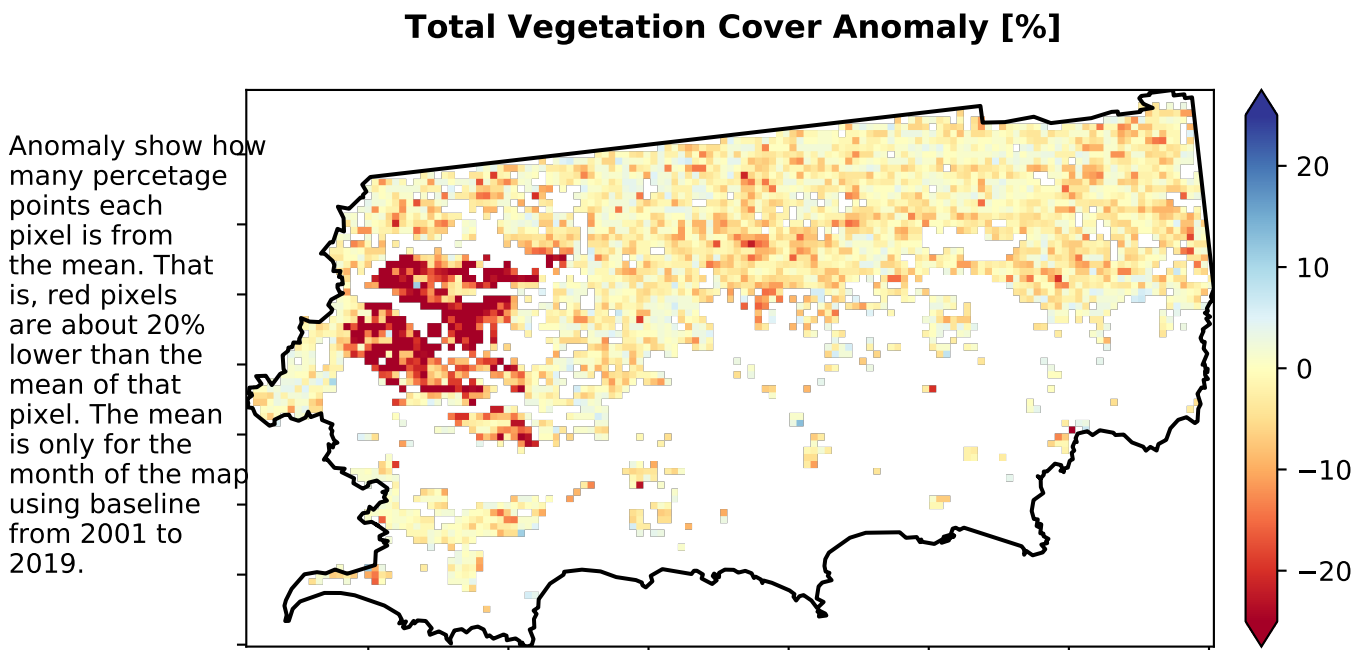 Total Vegetation Cover Anomaly [%]
Anomaly show how
many percetage
points each
pixel is from
the mean. That
is, red pixels
are about 20%
lower than the
mean of that
pixel. The mean
is only for the
month of the map
using baseline
from 2001 to
2019.
20
10
0
−10
−20